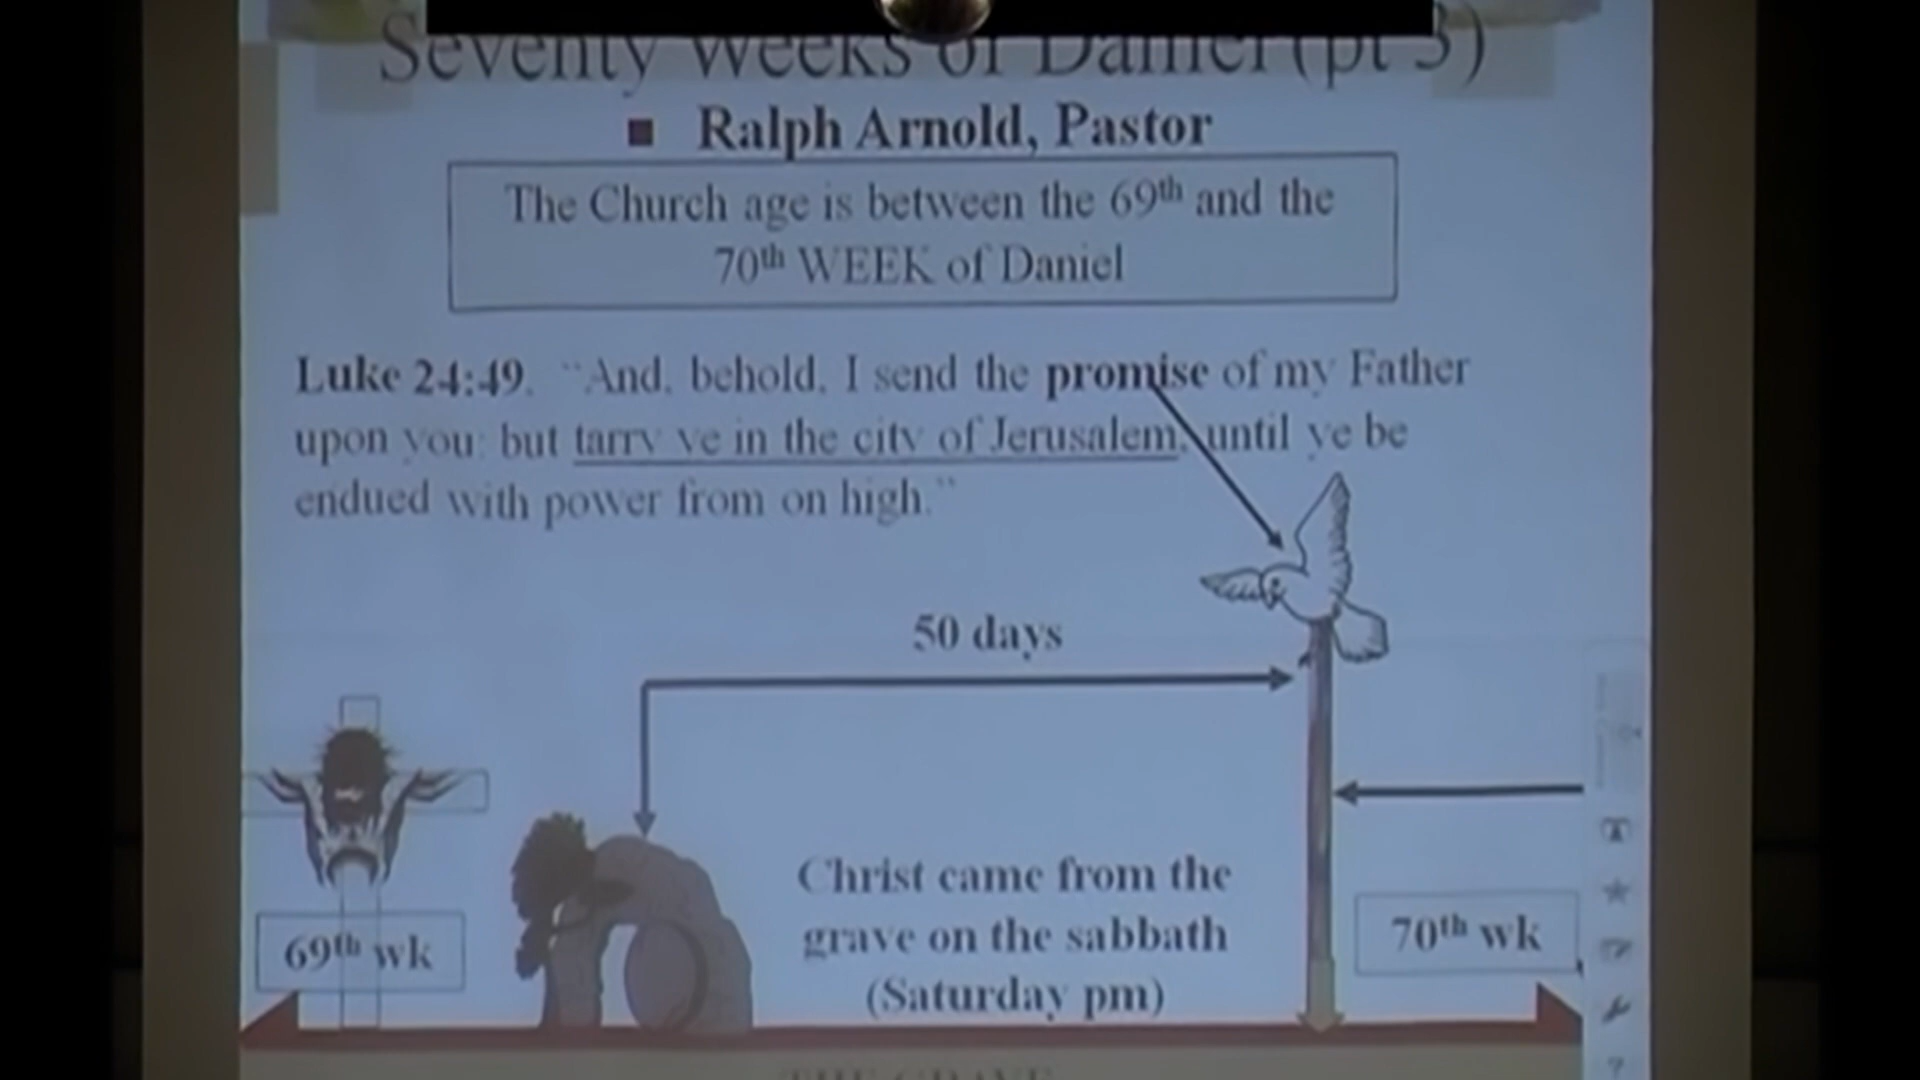 Seventy Weeks of Daniel (pt 3)
Ralph Arnold, Pastor
The Church age is between the 69th and the
70th WEEK of Daniel
Luke 24:49. "And, behold, I send the promise of my Father
upon you: but tarry ye in the city of Jerusalem, until ye be
endued with power from on high."
50 days
Christ came from the
grave on the sabbath
(Saturday pm)
69th wk
70th wk
THE GRAVE